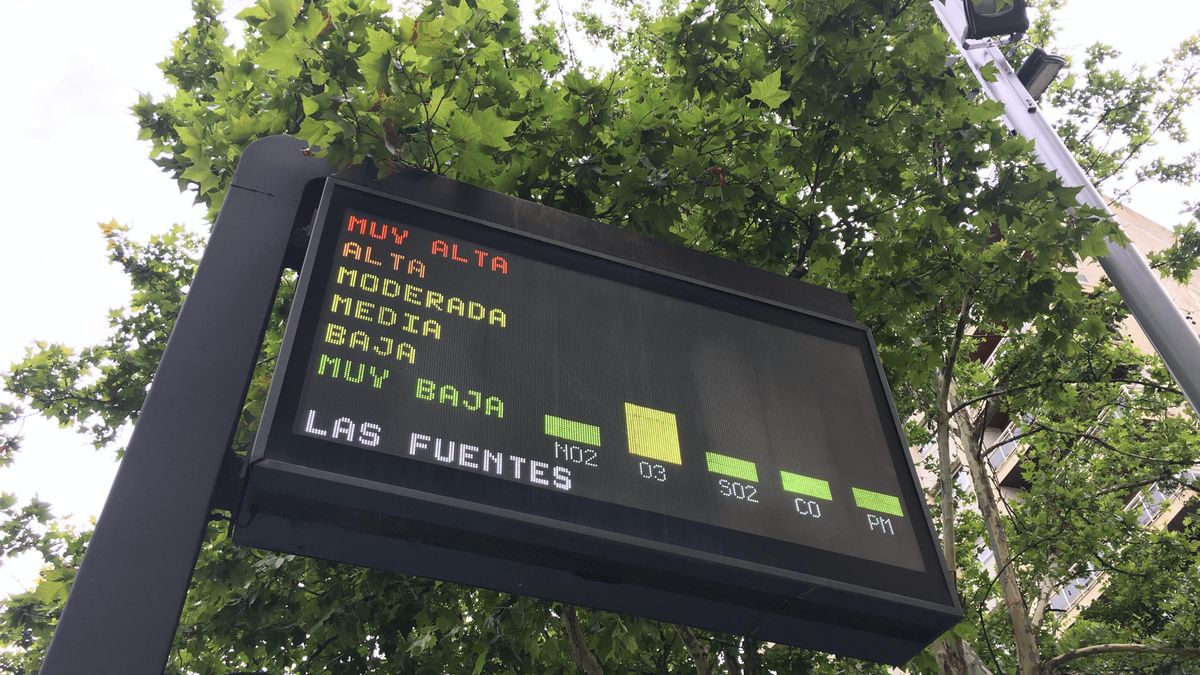 MUY ALTA
ALTA
MODERADA
MEDIA
BAJA
MUY BAJA
LAS FUENTES
NO2 O3 SO2 CO PM